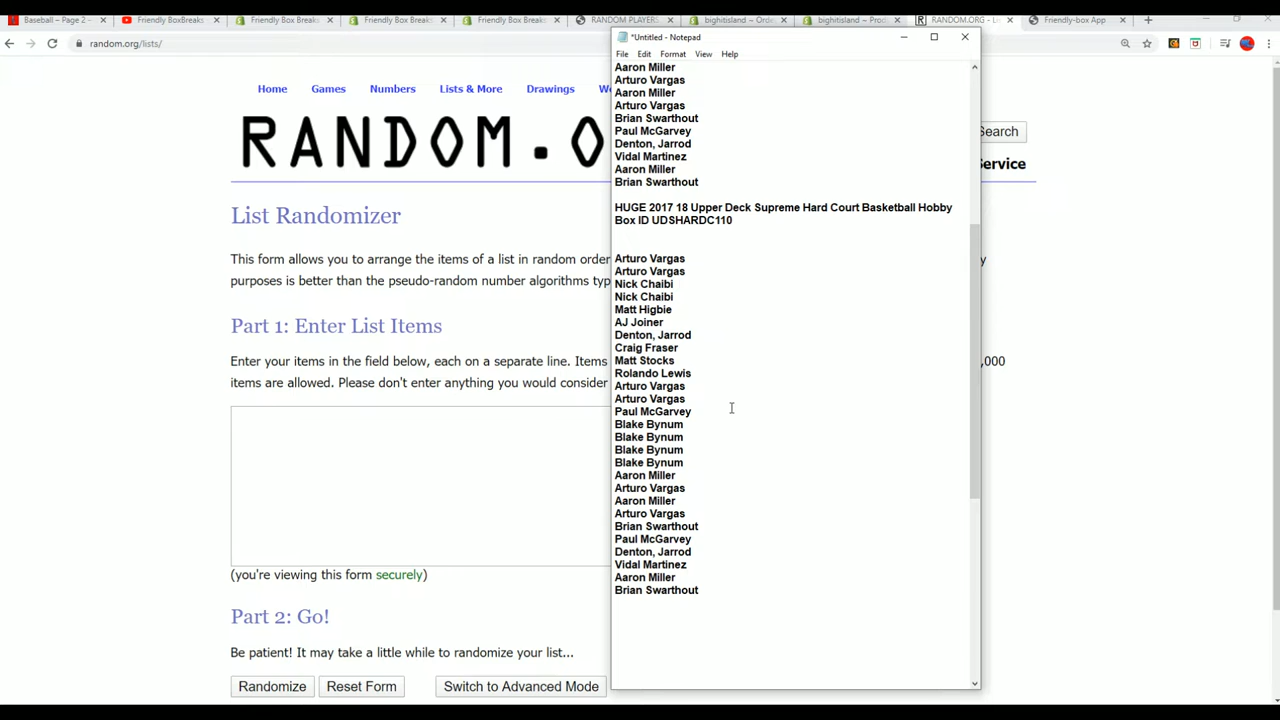 Baseball – Page 2 -
Friendly BoxBreaks
Friendly Box Breaks
Friendly Box Breaks
Friendly Box Breaks
RANDOM PLAYERS
bighitisland ~ Orde
bighitisland ~ Prod
RANDOM.ORG - L
Friendly-box App
random.org/lists/
*Untitled - Notepad
File Edit Format View Help
Home Games Numbers Lists & More Drawings
Search
RANDOM.O
Service
List Randomizer
This form allows you to arrange the items of a list in random order
purposes is better than the pseudo-random number algorithms typ
Part 1: Enter List Items
Enter your items in the field below, each on a separate line. Items
,000
items are allowed. Please don't enter anything you would consider
(you're viewing this form securely)
Part 2: Go!
Be patient! It may take a little while to randomize your list...
Randomize Reset Form Switch to Advanced Mode
Aaron Miller
Arturo Vargas
Aaron Miller
Arturo Vargas
Brian Swarthout
Paul McGarvey
Denton, Jarrod
Vidal Martinez
Aaron Miller
Brian Swarthout
HUGE 2017 18 Upper Deck Supreme Hard Court Basketball Hobby
Box ID UDSHARDC110
Arturo Vargas
Arturo Vargas
Nick Chaibi
Nick Chaibi
Matt Higbie
AJ Joiner
Denton, Jarrod
Craig Fraser
Matt Stocks
Rolando Lewis
Arturo Vargas
Arturo Vargas
Paul McGarvey
Blake Bynum
Blake Bynum
Blake Bynum
Blake Bynum
Aaron Miller
Arturo Vargas
Aaron Miller
Arturo Vargas
Brian Swarthout
Paul McGarvey
Denton, Jarrod
Vidal Martinez
Aaron Miller
Brian Swarthout